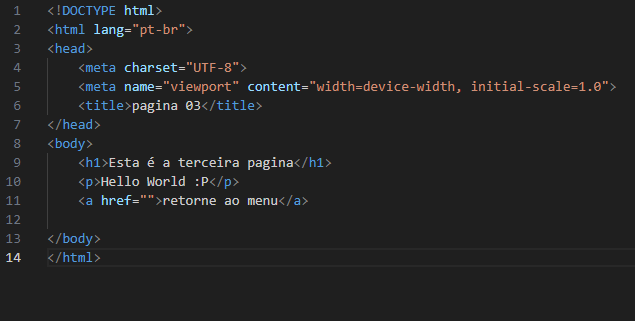 1 <!DOCTYPE html>
2 <html lang="pt-br">
3 <head>
4     <meta charset="UTF-8">
5     <meta name="viewport" content="width=device-width, initial-scale=1.0">
6     <title>pagina 03</title>
7 </head>
8 <body>
9     <h1>Esta é a terceira pagina</h1>
10     <p>Hello World :P</p>
11     <a href="">retorne ao menu</a>
12
13 </body>
14 </html>